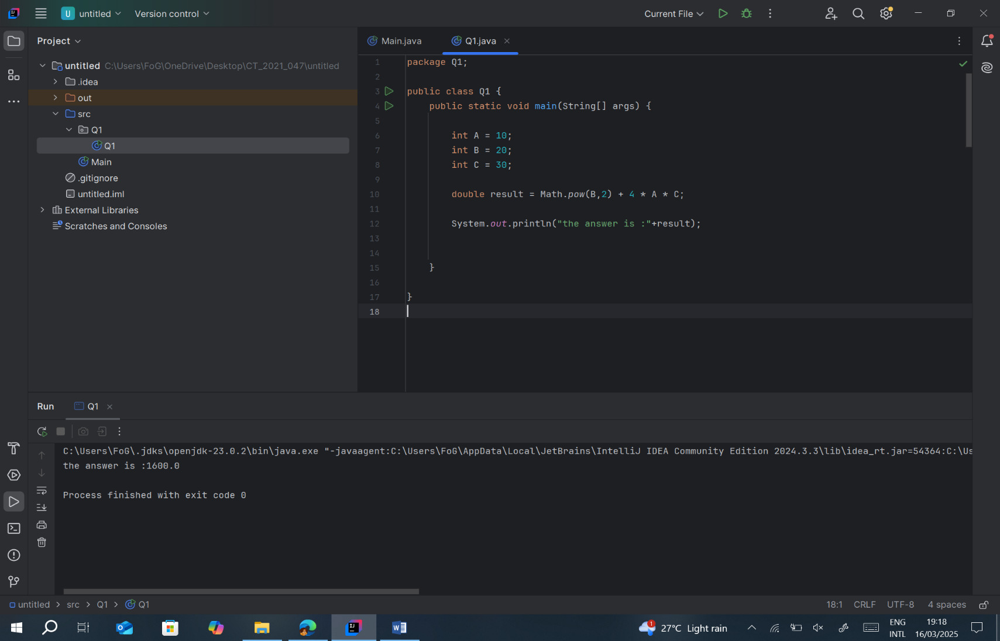 U untitled Version control Current File
Project
Main.java Q1.java
untitled C:\Users\FoG\OneDrive\Desktop\CT_2021_047\untitled
.idea
out
src
Q1
Q1
Main
.gitignore
untitled.iml
External Libraries
Scratches and Consoles
1 package Q1;
2
3 public class Q1 {
4 public static void main(String[] args) {
5
6 int A = 10;
7 int B = 20;
8 int C = 30;
9
10 double result = Math.pow(B,2) + 4 * A * C;
11
12 System.out.println("the answer is :"+result);
13
14
15 }
16
17 }
18
Run Q1
C:\Users\FoG\.jdks\openjdk-23.0.2\bin\java.exe "-javaagent:C:\Users\FoG\AppData\Local\JetBrains\IntelliJ IDEA Community Edition 2024.3.3\lib\idea_rt.jar=54364:C:\Us
the answer is :1600.0
Process finished with exit code 0
untitled > src > Q1 > Q1 18:1 CRLF UTF-8 4 spaces
1 27°C Light rain ENG 19:18
INTL 16/03/2025